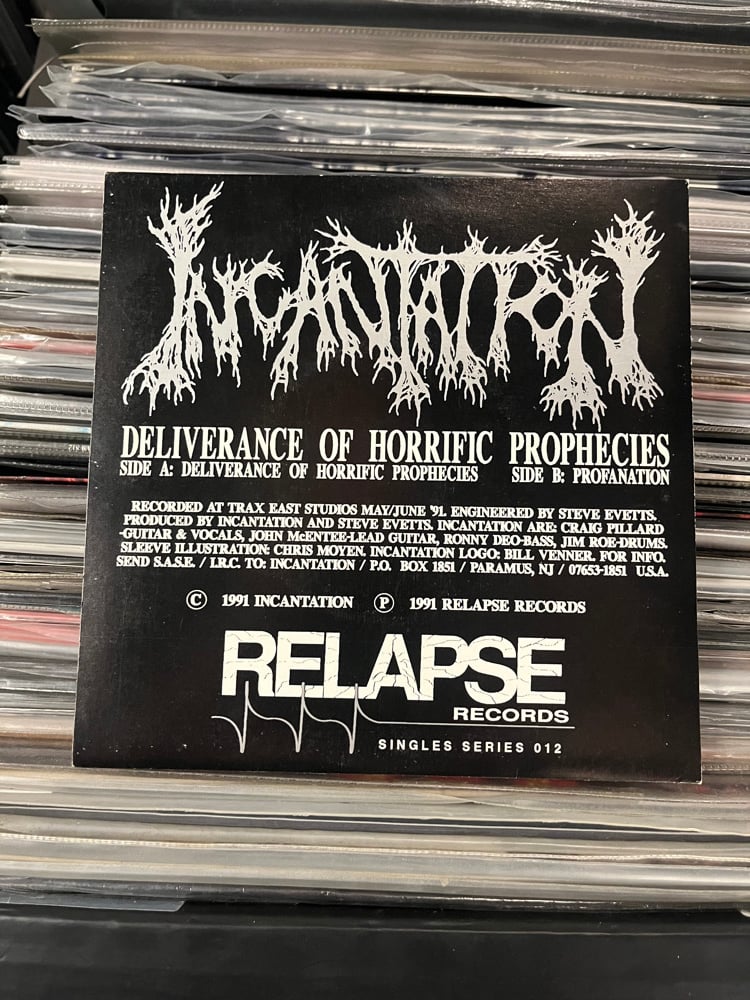 INCANTATION
DELIVERANCE OF HORRIFIC PROPHECIES
SIDE A: DELIVERANCE OF HORRIFIC PROPHECIES SIDE B: PROFANATION
RECORDED AT TRAX EAST STUDIOS MAY/JUNE '91. ENGINEERED BY STEVE EVETTS.
PRODUCED BY INCANTATION AND STEVE EVETTS. INCANTATION ARE: CRAIG PILLARD
-GUITAR & VOCALS, JOHN McENTEE-LEAD GUITAR, RONNY DEO-BASS, JIM ROE-DRUMS.
SLEEVE ILLUSTRATION: CHRIS MOYEN. INCANTATION LOGO: BILL VENNER. FOR INFO.
SEND S.A.S.E. / I.R.C. TO: INCANTATION / P.O. BOX 1851 / PARAMUS, NJ / 07653-1851 U.S.A.
© 1991 INCANTATION ℗ 1991 RELAPSE RECORDS
RELAPSE
RECORDS
SINGLES SERIES 012